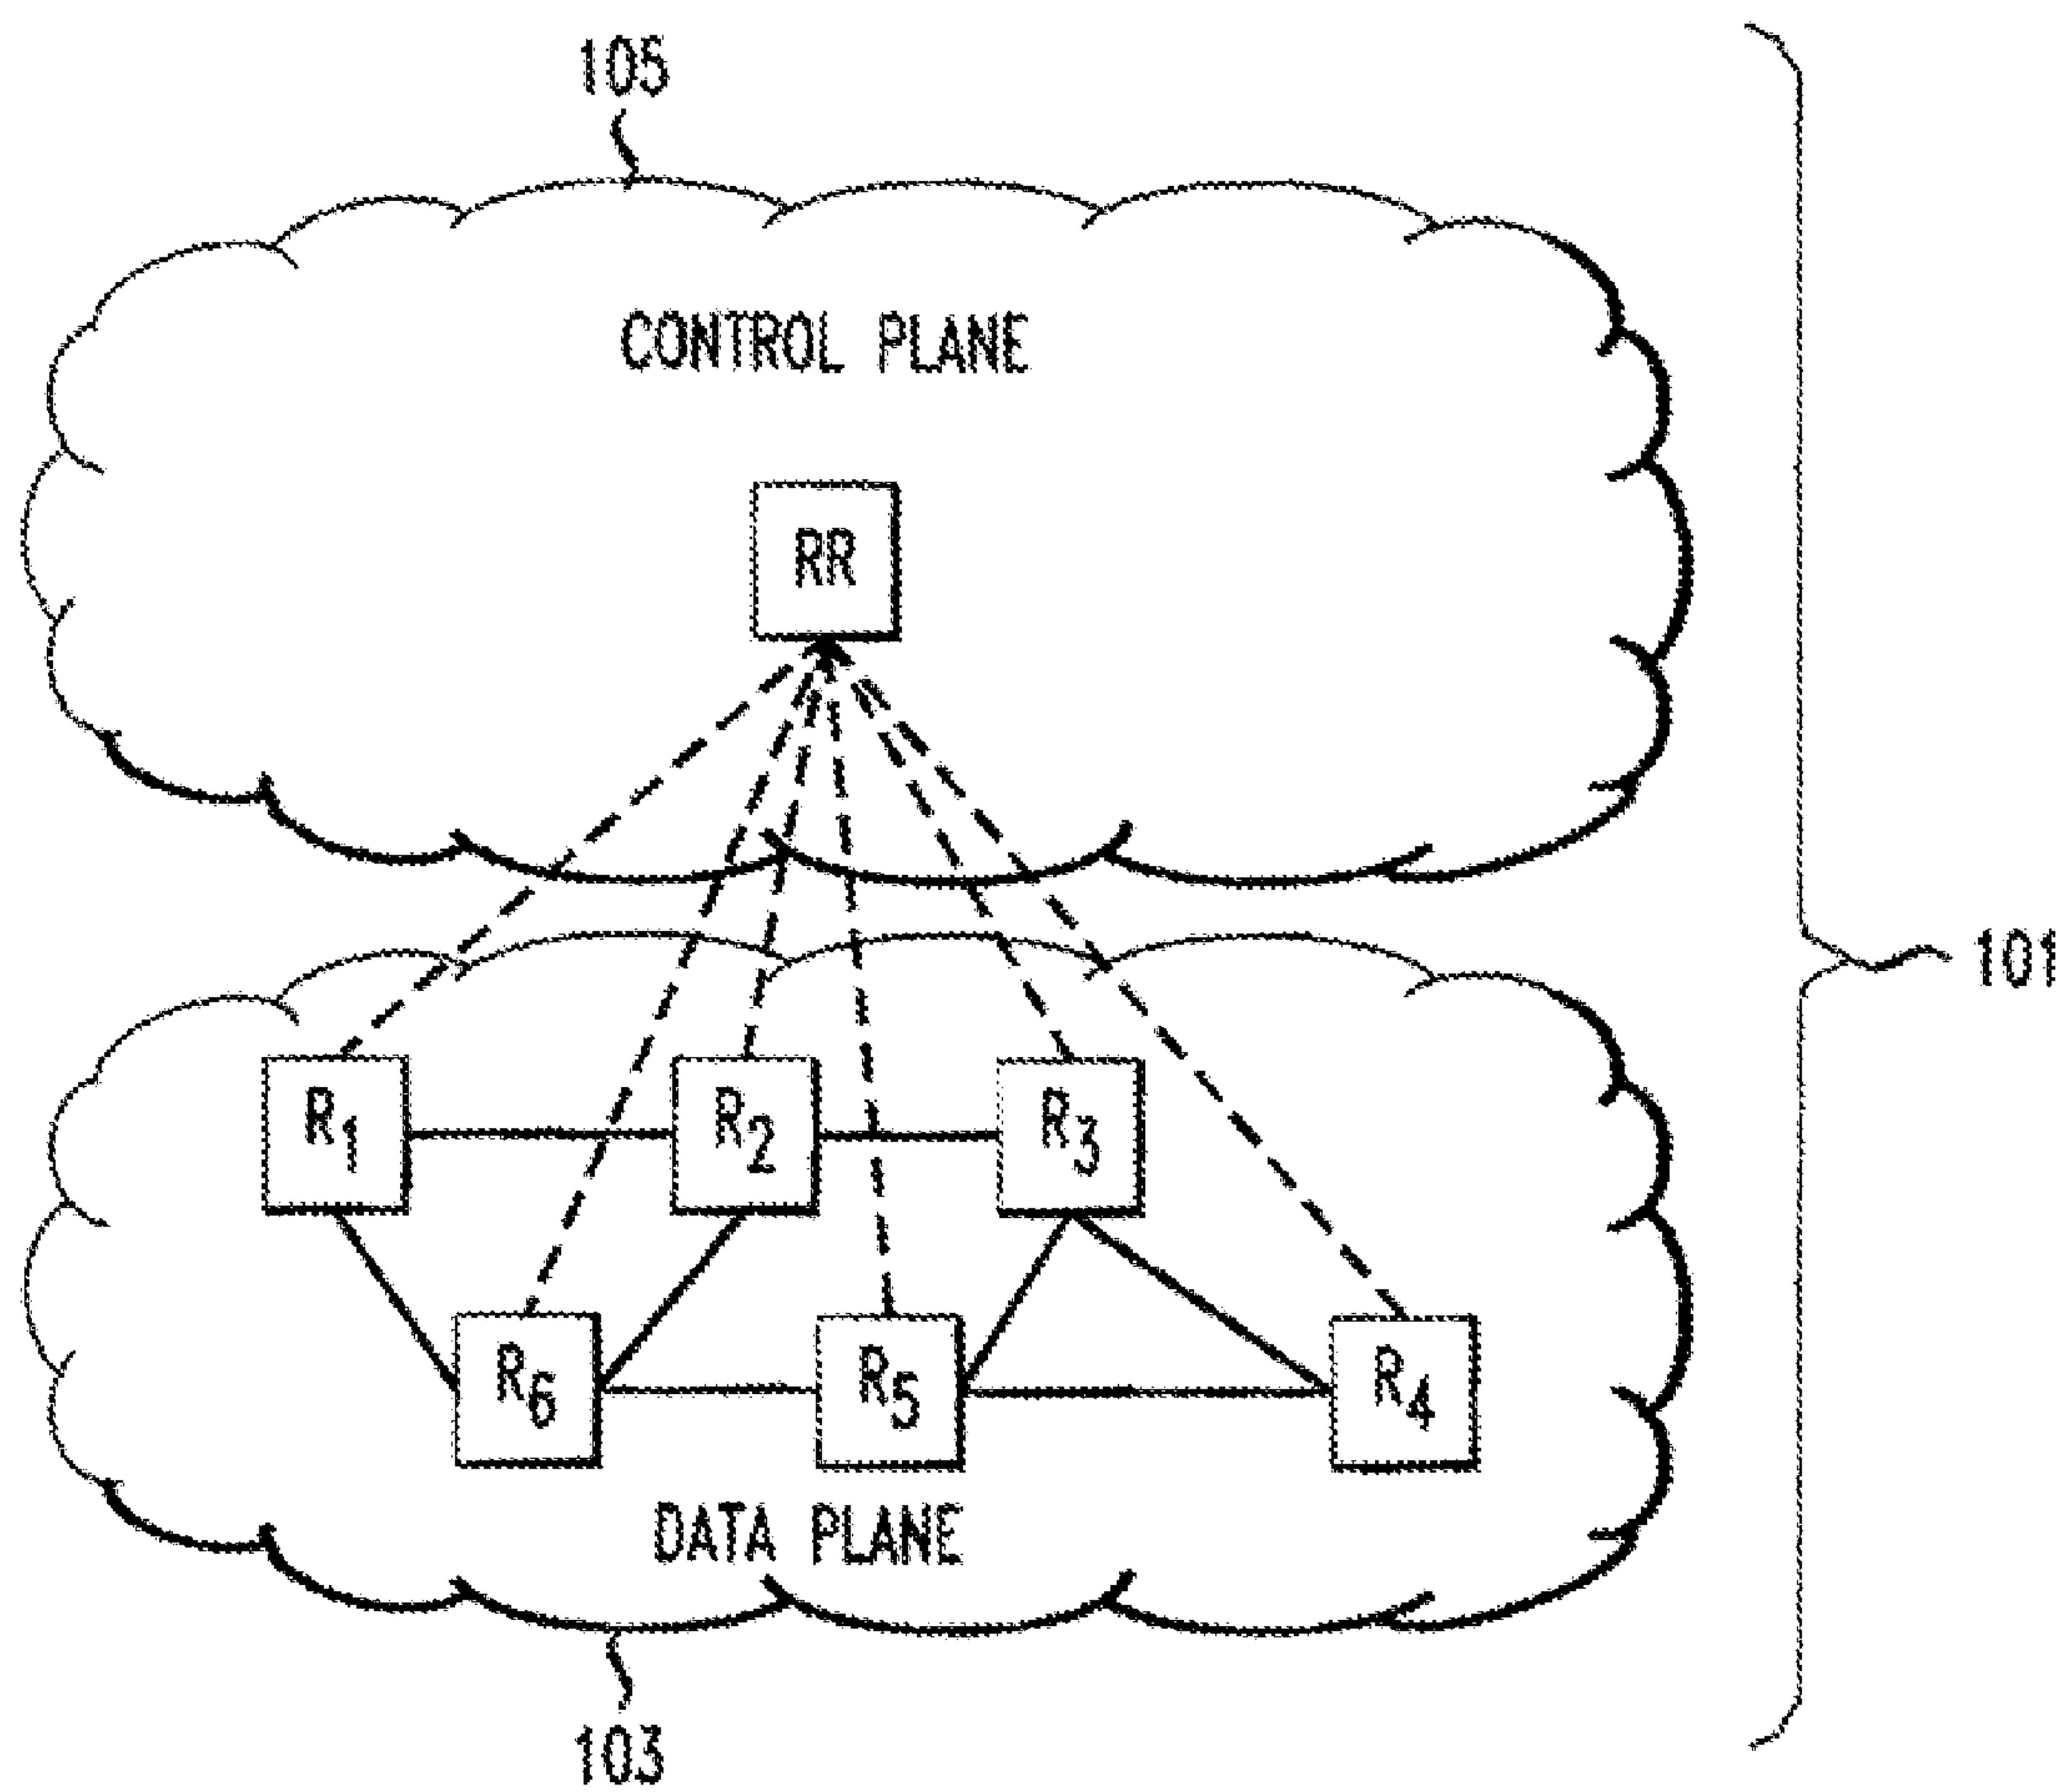 105
CONTROL PLANE
RR
101
R1
R2
R3
R6
R5
R4
DATA PLANE
103